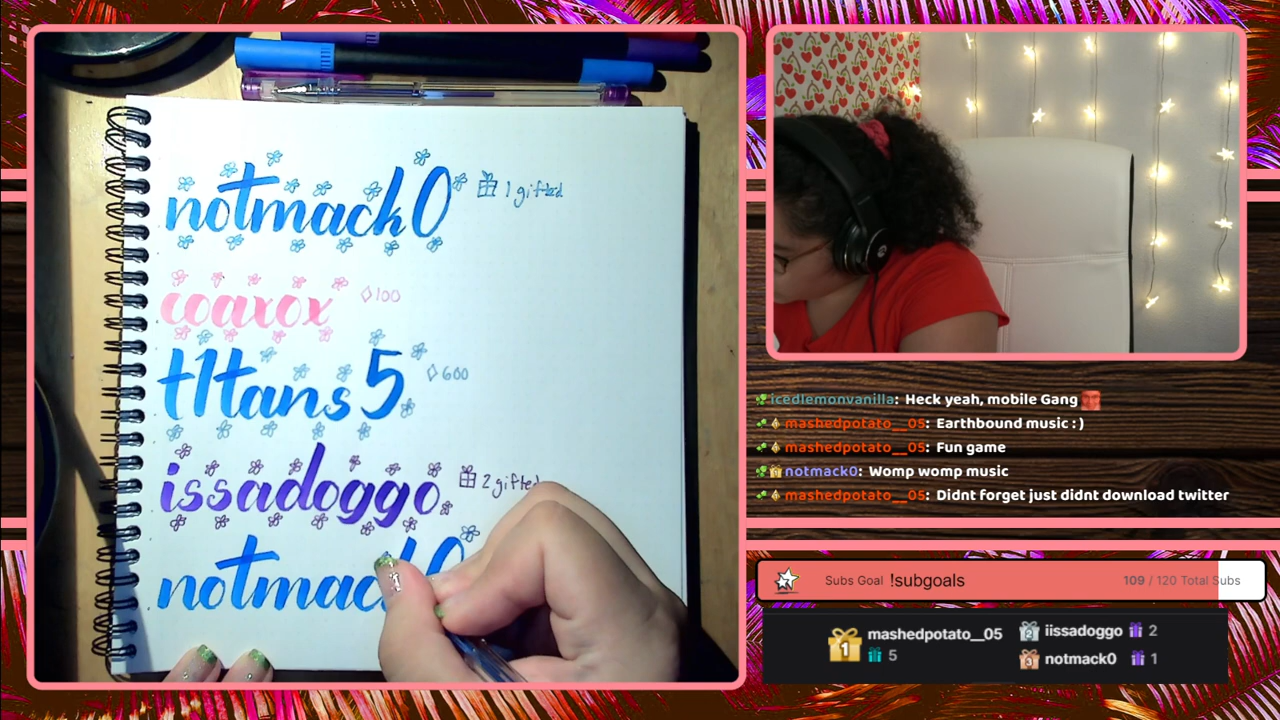 notmack0 1 gifted
coaxox ◊100
t1tans5 ◊600
issadoggo 2 gifted
notmack0
icedlemonvanilla: Heck yeah, mobile Gang
mashedpotato__05: Earthbound music : )
mashedpotato__05: Fun game
notmack0: Womp womp music
mashedpotato__05: Didnt forget just didnt download twitter
Subs Goal !subgoals 109 / 120 Total Subs
1 mashedpotato__05 5
2 iissadoggo 2
3 notmack0 1